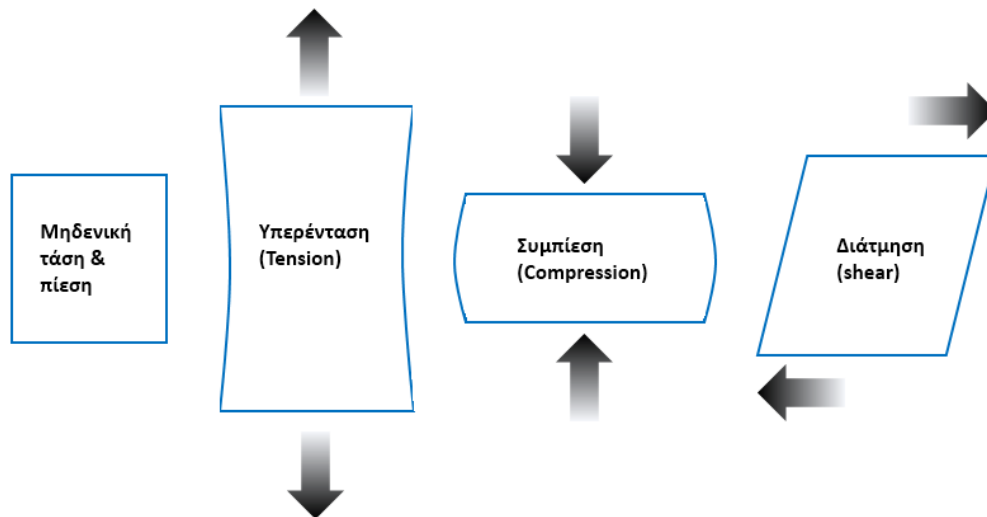 Μηδενική
τάση &
πίεση
Υπερένταση
(Tension)
Συμπίεση
(Compression)
Διάτμηση
(shear)